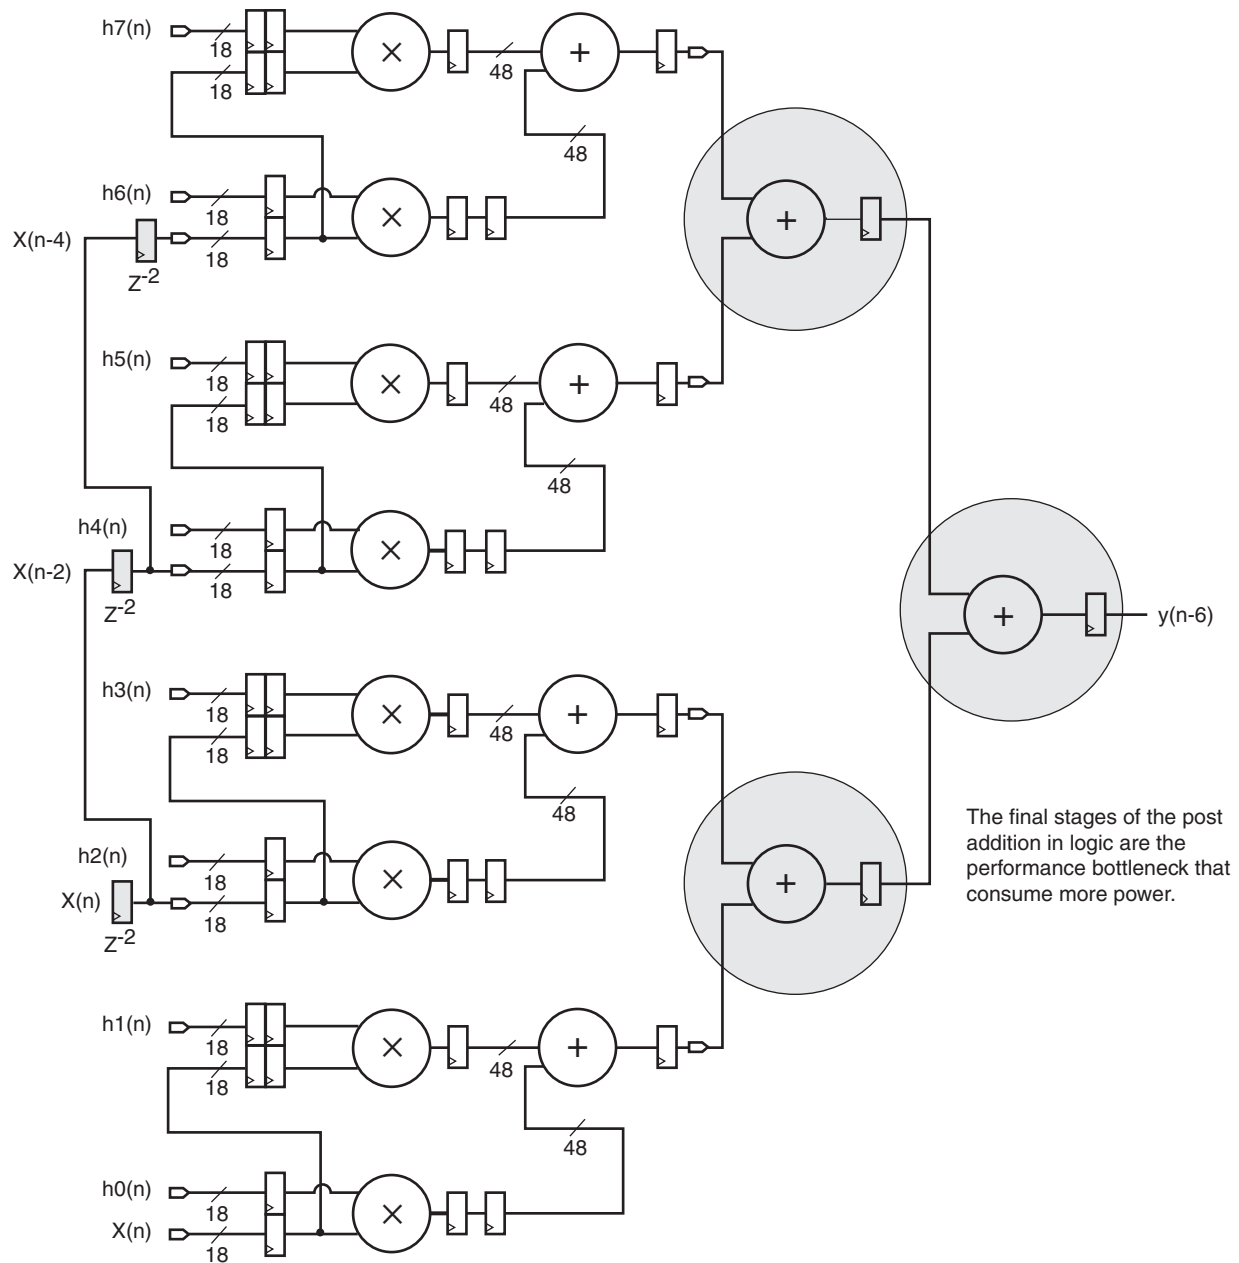 h7(n)
18
18
×
48
+
48
h6(n)
18
×
X(n-4)
18
Z-2
+
h5(n)
18
18
×
48
+
48
h4(n)
18
×
X(n-2)
18
Z-2
+
y(n-6)
h3(n)
18
18
×
48
+
48
The final stages of the post
addition in logic are the
performance bottleneck that
consume more power.
h2(n)
18
×
X(n)
18
Z-2
+
h1(n)
18
18
×
48
+
48
h0(n)
18
×
X(n)
18